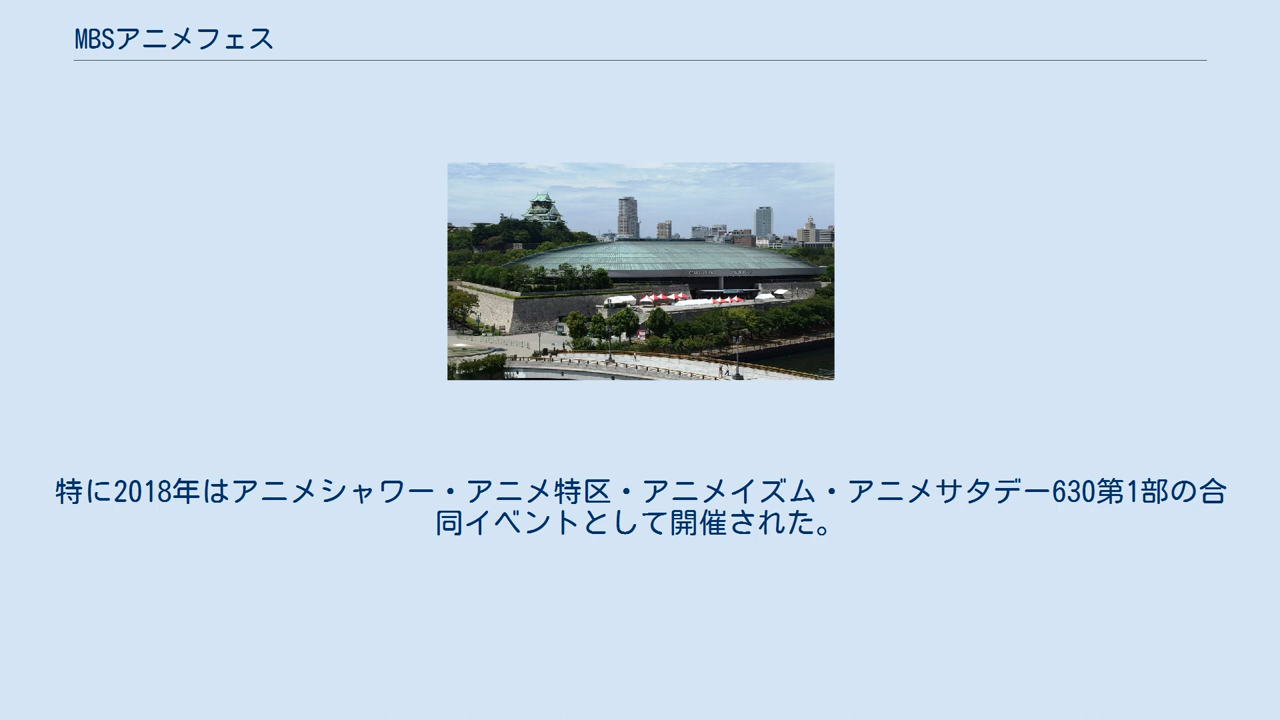 MBSアニメフェス
特に2018年はアニメシャワー・アニメ特区・アニメイズム・アニメサタデー630第1部の合
同イベントとして開催された。